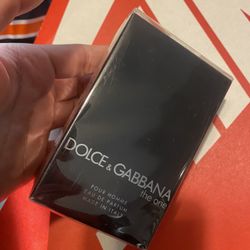 DOLCE & GABBANA
the one
POUR HOMME
EAU DE PARFUM
MADE IN ITALY